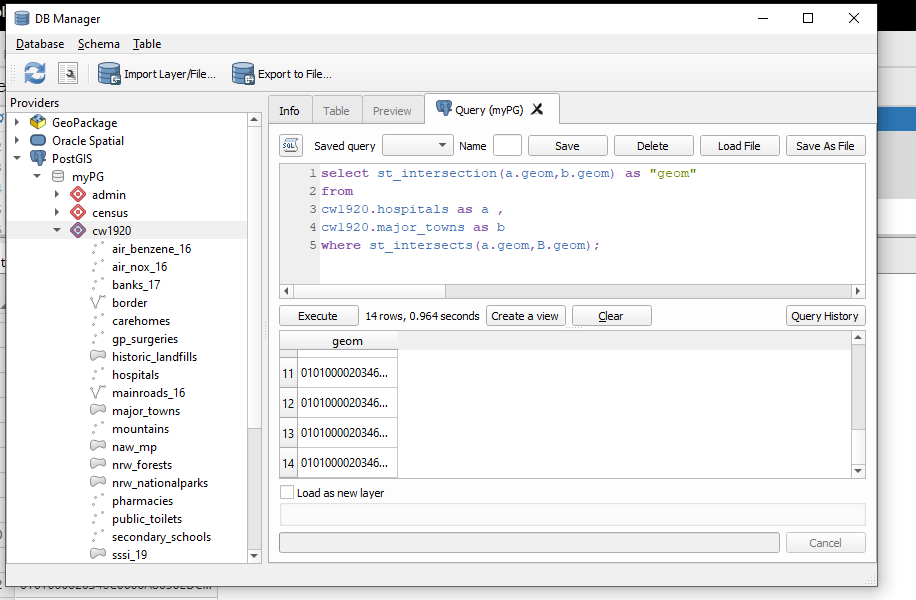 DB Manager
Database Schema Table
Import Layer/File... Export to File...
Providers
GeoPackage
Oracle Spatial
PostGIS
myPG
admin
census
cw1920
air_benzene_16
air_nox_16
banks_17
border
carehomes
gp_surgeries
historic_landfills
hospitals
mainroads_16
major_towns
mountains
naw_mp
nrw_forests
nrw_nationalparks
pharmacies
public_toilets
secondary_schools
sssi_19
Info Table Preview Query (myPG)
SQL Saved query Name Save Delete Load File Save As File
1 select st_intersection(a.geom,b.geom) as "geom"
2 from
3 cw1920.hospitals as a ,
4 cw1920.major_towns as b
5 where st_intersects(a.geom,B.geom);
Execute 14 rows, 0.964 seconds Create a view Clear Query History
geom
11 0101000020346...
12 0101000020346...
13 0101000020346...
14 0101000020346...
Load as new layer
Cancel